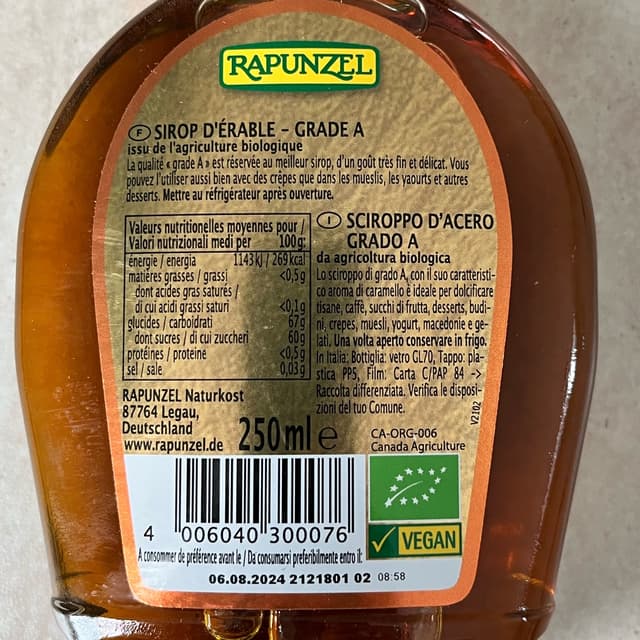 RAPUNZEL
F SIROP D'ÉRABLE – GRADE A
issu de l'agriculture biologique
La qualité « grade A » est réservée au meilleur sirop, d'un goût très fin et délicat. Vous
pouvez l'utiliser aussi bien avec des crêpes que dans les mueslis, les yaourts et autres
desserts. Mettre au réfrigérateur après ouverture.
Valeurs nutritionelles moyennes pour /
Valori nutrizionali medi per 100g:
énergie / energia 1143 kJ / 269 kcal
matières grasses / grassi <0,5g
dont acides gras saturés /
di cui acidi grassi saturi <0,1g
glucides / carboidrati 67g
dont sucres / di cui zuccheri 60g
protéines / proteine <0,5g
sel / sale 0,03g
RAPUNZEL Naturkost
87764 Legau,
Deutschland
www.rapunzel.de 250 ml e
I SCIROPPO D'ACERO
GRADO A
da agricoltura biologica
Lo sciroppo di grado A, con il suo caratteristi-
co aroma di caramello è ideale per dolcificare
tisane, caffè, succhi di frutta, desserts, budi-
ni, crepes, muesli, yogurt, macedonie e ge-
lati. Una volta aperto conservare in frigo.
In Italia: Bottiglia: vetro GL70, Tappo: pla-
stica PP5, Film: Carta C/PAP 84 ->
Raccolta differenziata. Verifica le disposi-
zioni del tuo Comune.
V2102
CA-ORG-006
Canada Agriculture
VEGAN
4 006040 300076
A consommer de préférence avant le / Da consumarsi preferibilmente entro il:
06.08.2024 2121801 02 08:58